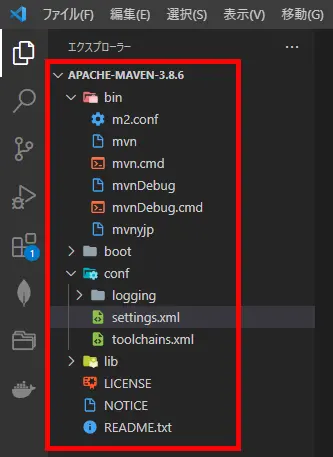 ファイル(F) 編集(E) 選択(S) 表示(V) 移動(G)
エクスプローラー ...
APACHE-MAVEN-3.8.6
bin
m2.conf
mvn
mvn.cmd
mvnDebug
mvnDebug.cmd
mvnyjp
boot
conf
logging
settings.xml
toolchains.xml
lib
LICENSE
NOTICE
README.txt
1